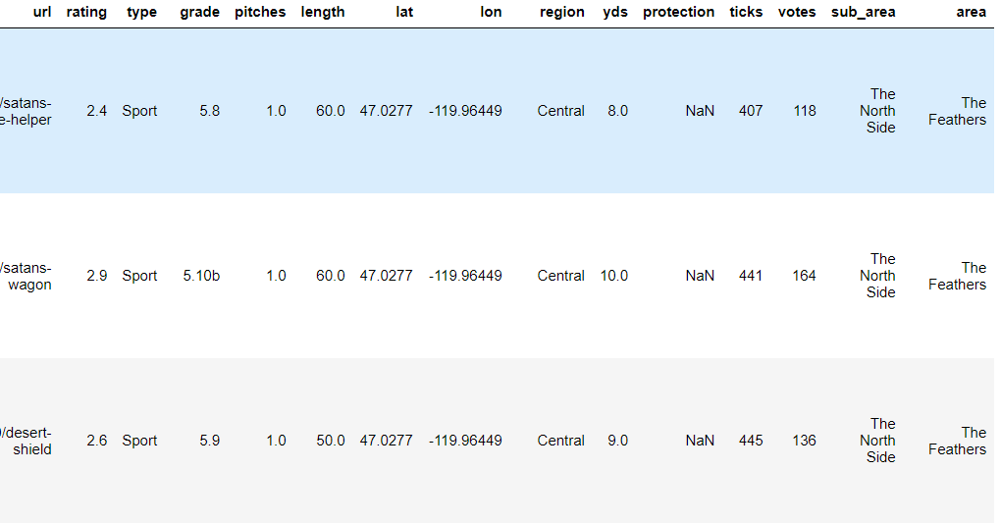 url rating type grade pitches length lat lon region yds protection ticks votes sub_area area
/satans-
e-helper 2.4 Sport 5.8 1.0 60.0 47.0277 -119.96449 Central 8.0 NaN 407 118 The
North
Side The
Feathers
/satans-
wagon 2.9 Sport 5.10b 1.0 60.0 47.0277 -119.96449 Central 10.0 NaN 441 164 The
North
Side The
Feathers
/desert-
shield 2.6 Sport 5.9 1.0 50.0 47.0277 -119.96449 Central 9.0 NaN 445 136 The
North
Side The
Feathers